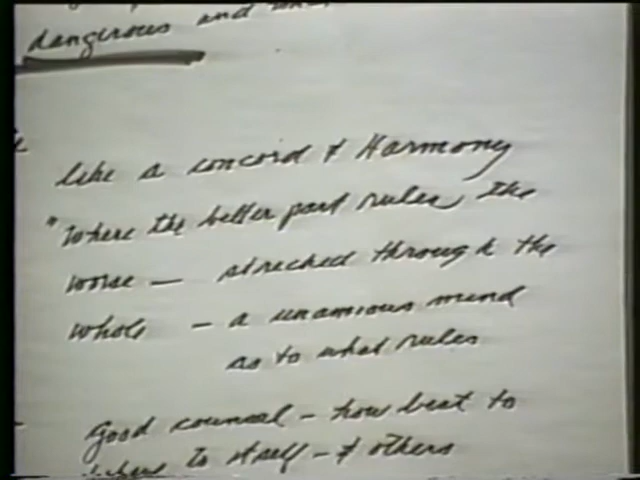 dangerous and
like a concord & Harmony
"Where the better part rules, the
worse — streched through the
whole — a unamious mind
as to what rules
Good counsel — how best to
to itself — & others